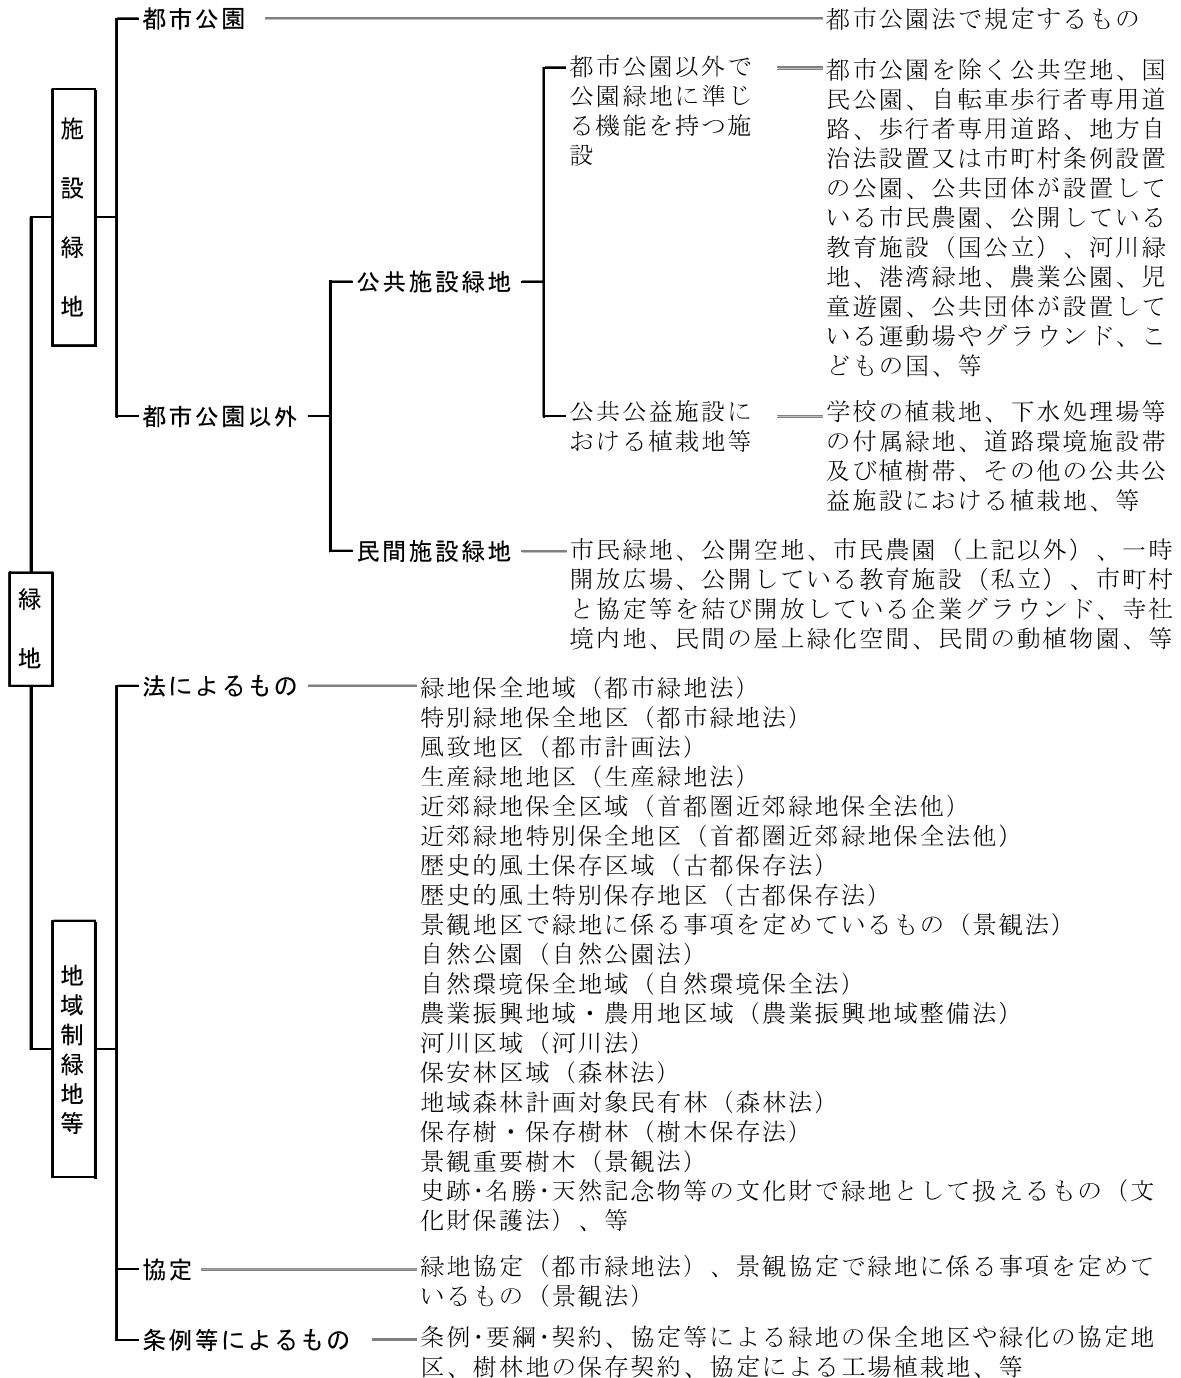 緑地
施設緑地
都市公園
都市公園法で規定するもの
都市公園以外
公共施設緑地
都市公園以外で
公園緑地に準じ
る機能を持つ施
設
都市公園を除く公共空地、国
民公園、自転車歩行者専用道
路、歩行者専用道路、地方自
治法設置又は市町村条例設置
の公園、公共団体が設置して
いる市民農園、公開している
教育施設（国公立）、河川緑
地、港湾緑地、農業公園、児
童遊園、公共団体が設置して
いる運動場やグラウンド、こ
どもの国、等
公共公益施設に
おける植栽地等
学校の植栽地、下水処理場等
の付属緑地、道路環境施設帯
及び植樹帯、その他の公共公
益施設における植栽地、等
民間施設緑地
市民緑地、公開空地、市民農園（上記以外）、一時
開放広場、公開している教育施設（私立）、市町村
と協定等を結び開放している企業グラウンド、寺社
境内地、民間の屋上緑化空間、民間の動植物園、等
地域制緑地等
法によるもの
緑地保全地域（都市緑地法）
特別緑地保全地区（都市緑地法）
風致地区（都市計画法）
生産緑地地区（生産緑地法）
近郊緑地保全区域（首都圏近郊緑地保全法他）
近郊緑地特別保全地区（首都圏近郊緑地保全法他）
歴史的風土保存区域（古都保存法）
歴史的風土特別保存地区（古都保存法）
景観地区で緑地に係る事項を定めているもの（景観法）
自然公園（自然公園法）
自然環境保全地域（自然環境保全法）
農業振興地域・農用地区域（農業振興地域整備法）
河川区域（河川法）
保安林区域（森林法）
地域森林計画対象民有林（森林法）
保存樹・保存樹林（樹木保存法）
景観重要樹木（景観法）
史跡・名勝・天然記念物等の文化財で緑地として扱えるもの（文
化財保護法）、等
協定
緑地協定（都市緑地法）、景観協定で緑地に係る事項を定めて
いるもの（景観法）
条例等によるもの
条例・要綱・契約、協定等による緑地の保全地区や緑化の協定地
区、樹林地の保存契約、協定による工場植栽地、等